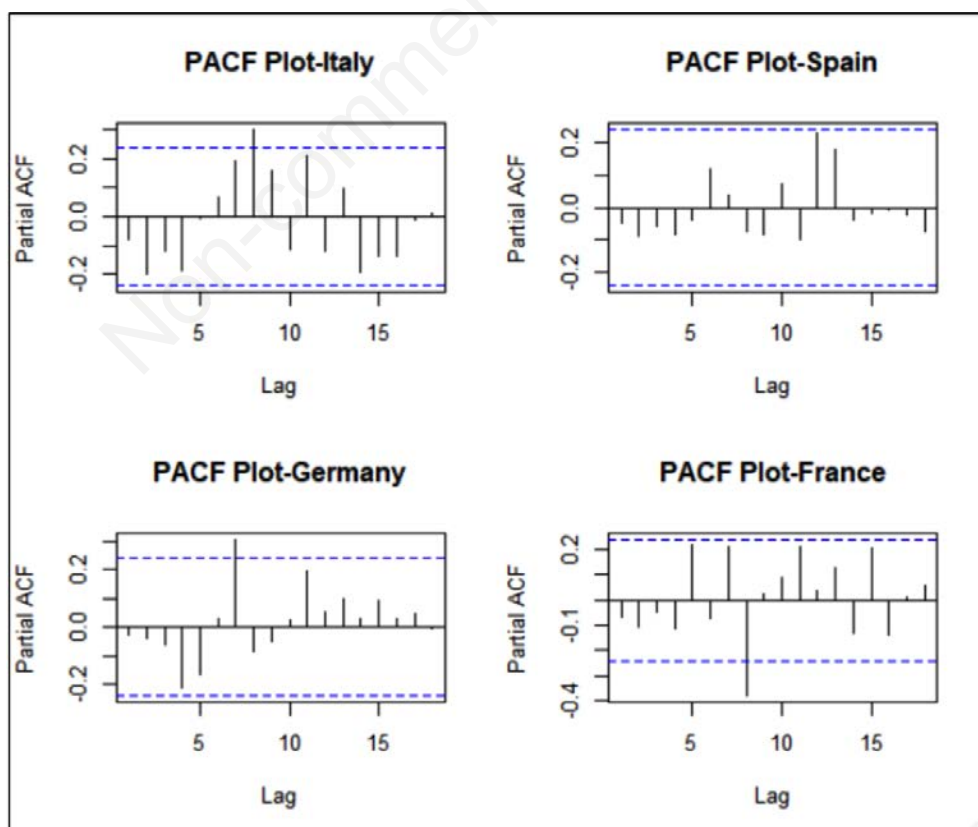 Non-commer
PACF Plot-Italy
Partial ACF
0.2
0.0
-0.2
5 10 15
Lag
PACF Plot-Spain
Partial ACF
0.2
0.0
-0.2
5 10 15
Lag
PACF Plot-Germany
Partial ACF
0.2
0.0
-0.2
5 10 15
Lag
PACF Plot-France
Partial ACF
0.2
-0.1
-0.4
5 10 15
Lag